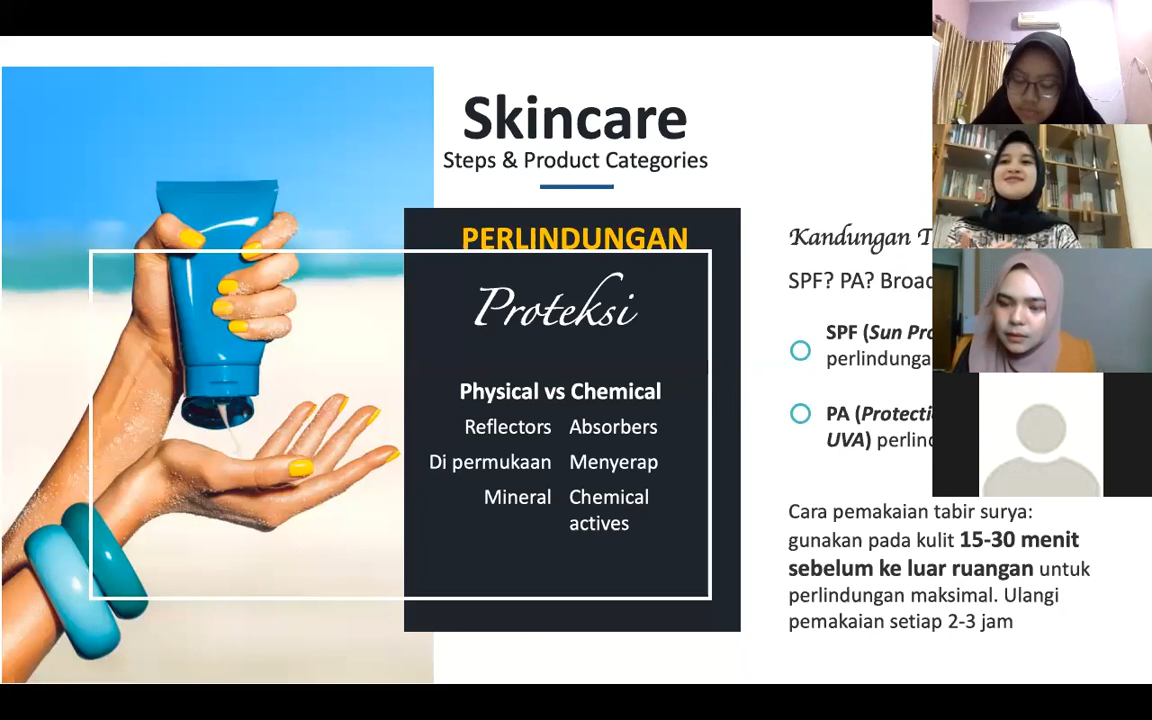 Skincare
Steps & Product Categories
PERLINDUNGAN
Proteksi
Physical vs Chemical
Reflectors Absorbers
Di permukaan Menyerap
Mineral Chemical
actives
Kandungan
SPF? PA?
SPF (Sun
PA
UVA)
Cara pemakaian tabir surya:
gunakan pada kulit 15-30 menit
sebelum ke luar ruangan untuk
perlindungan maksimal. Ulangi
pemakaian setiap 2-3 jam